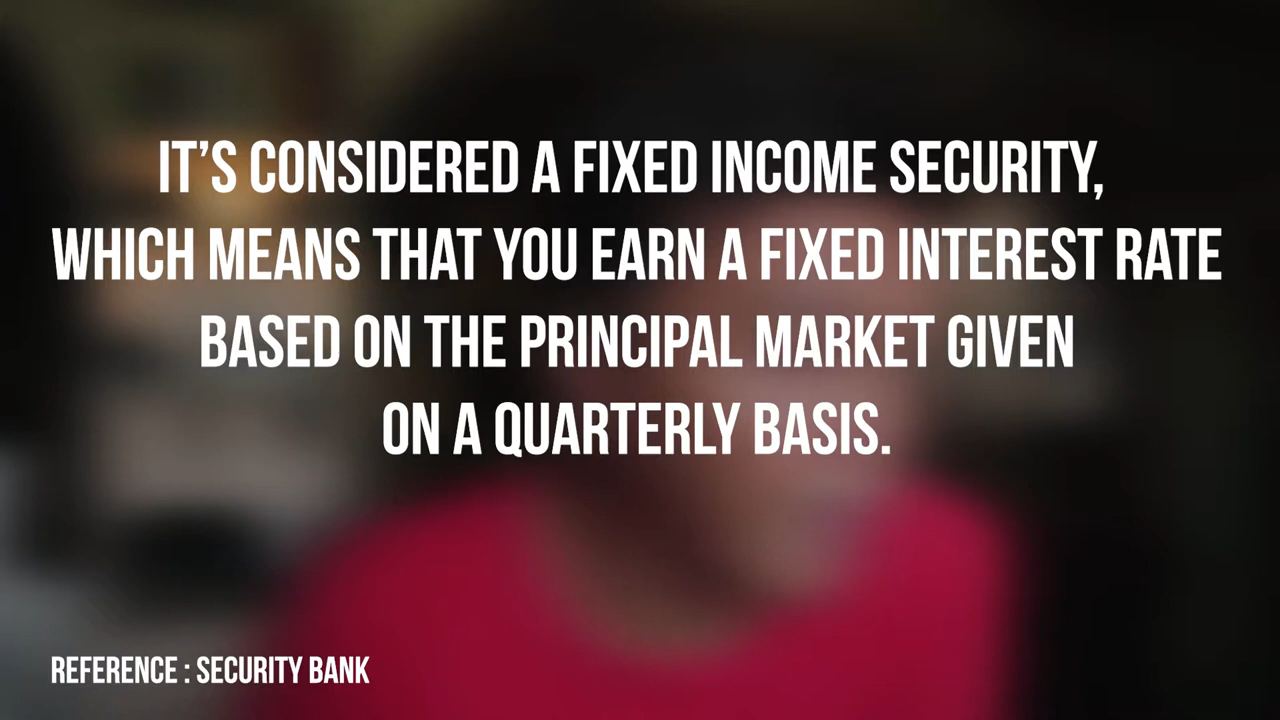 IT'S CONSIDERED A FIXED INCOME SECURITY,
WHICH MEANS THAT YOU EARN A FIXED INTEREST RATE
BASED ON THE PRINCIPAL MARKET GIVEN
ON A QUARTERLY BASIS.
REFERENCE : SECURITY BANK